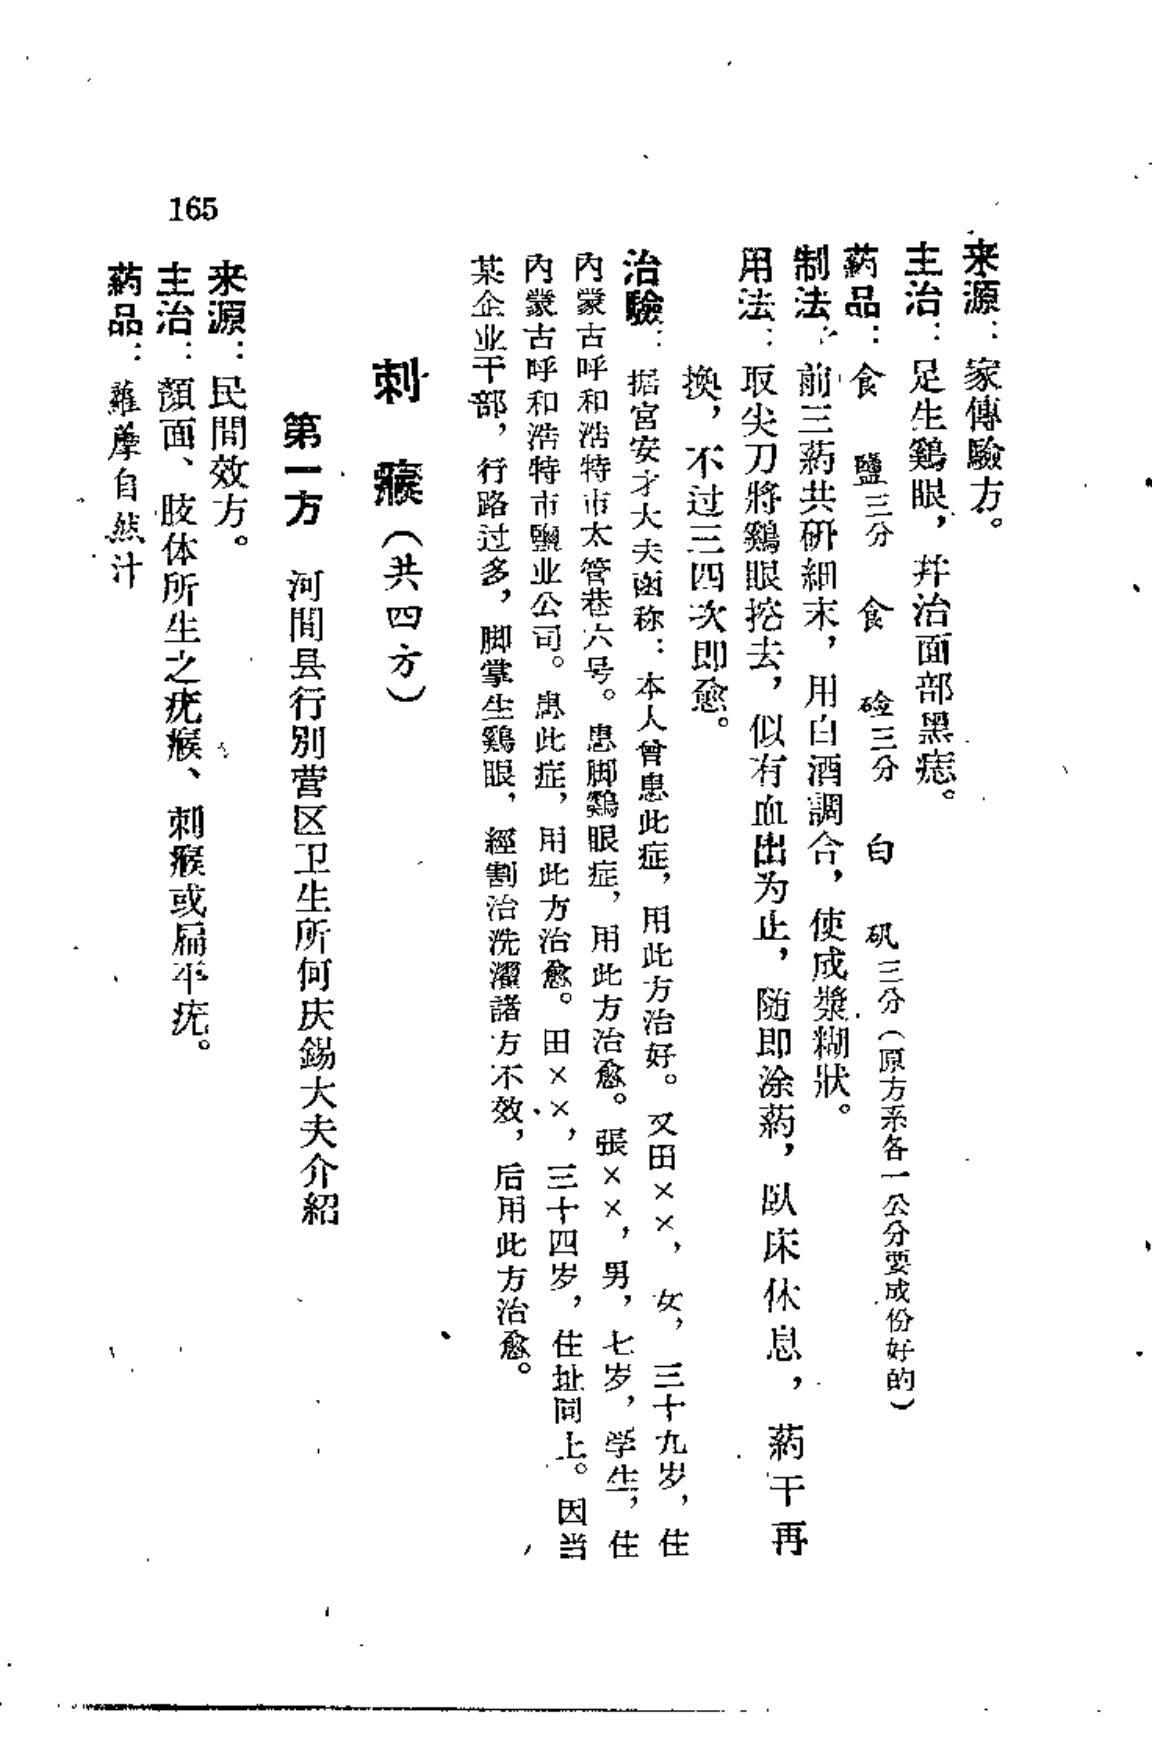 来源：家傳驗方。
主治：足生鷄眼，幷治面部黑痣。
药品：食鹽三分　食硷三分　白矾三分（原方系各一公分要成份好的）
制法：前三药共研細末，用白酒調合，使成漿糊狀。
用法：取尖刀將鷄眼挖去，似有血出为止，随即涂药，臥床休息，药干再
換，不过三四次即愈。
治驗：据宮安才大夫函称：本人曾患此症，用此方治好。又田××，女，三十九岁，住
內蒙古呼和浩特市太管巷六号。患脚鷄眼症，用此方治愈。張××，男，七岁，学生，住
內蒙古呼和浩特市鹽业公司。患此症，用此方治愈。田××，三十四岁，住址同上。因当
某企业干部，行路过多，脚掌生鷄眼，經割治洗濯諸方不效，后用此方治愈。
刺瘊（共四方）
第一方　河間县行別营区卫生所何庆錫大夫介紹
来源：民間效方。
主治：顏面、肢体所生之疣瘊、刺瘊或扁平疣。
药品：蘿藦自然汁
165